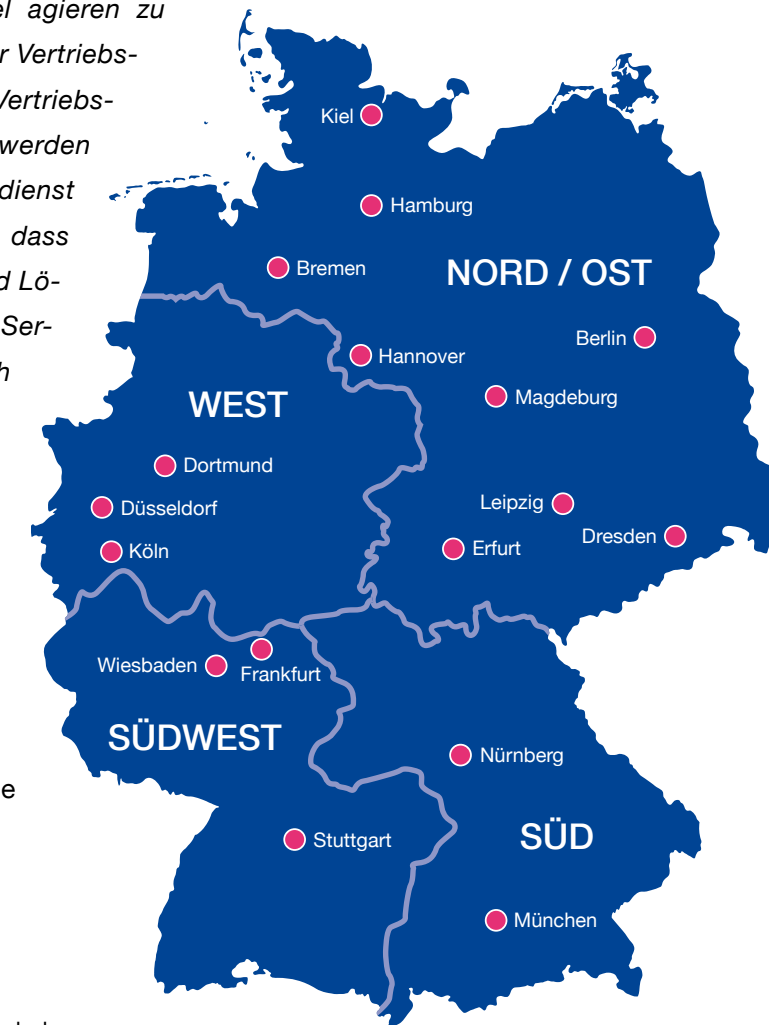 agieren zu
Vertriebs-
Vertriebs-
werden
dienst
dass
Lö-
Ser-
Kiel
Hamburg
Bremen
NORD / OST
Berlin
Hannover
Magdeburg
WEST
Dortmund
Düsseldorf
Köln
Leipzig
Dresden
Erfurt
Wiesbaden
Frankfurt
SÜDWEST
Nürnberg
e
Stuttgart
SÜD
München